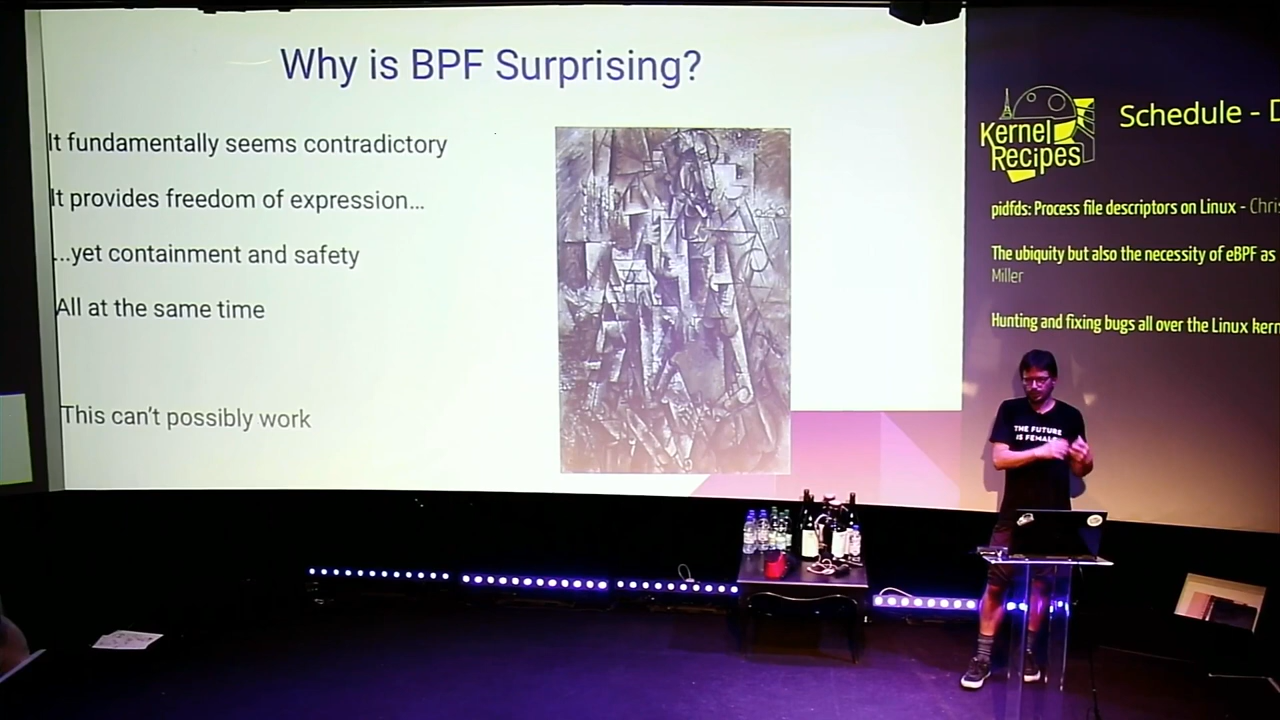 Why is BPF Surprising?
It fundamentally seems contradictory
It provides freedom of expression...
...yet containment and safety
All at the same time
This can't possibly work
Kernel
Recipes
Schedule -
pidfds: Process file descriptors on Linux - Chris
The ubiquity but also the necessity of eBPF as
Miller
Hunting and fixing bugs all over the Linux kern
THE FUTURE
IS FEMALE